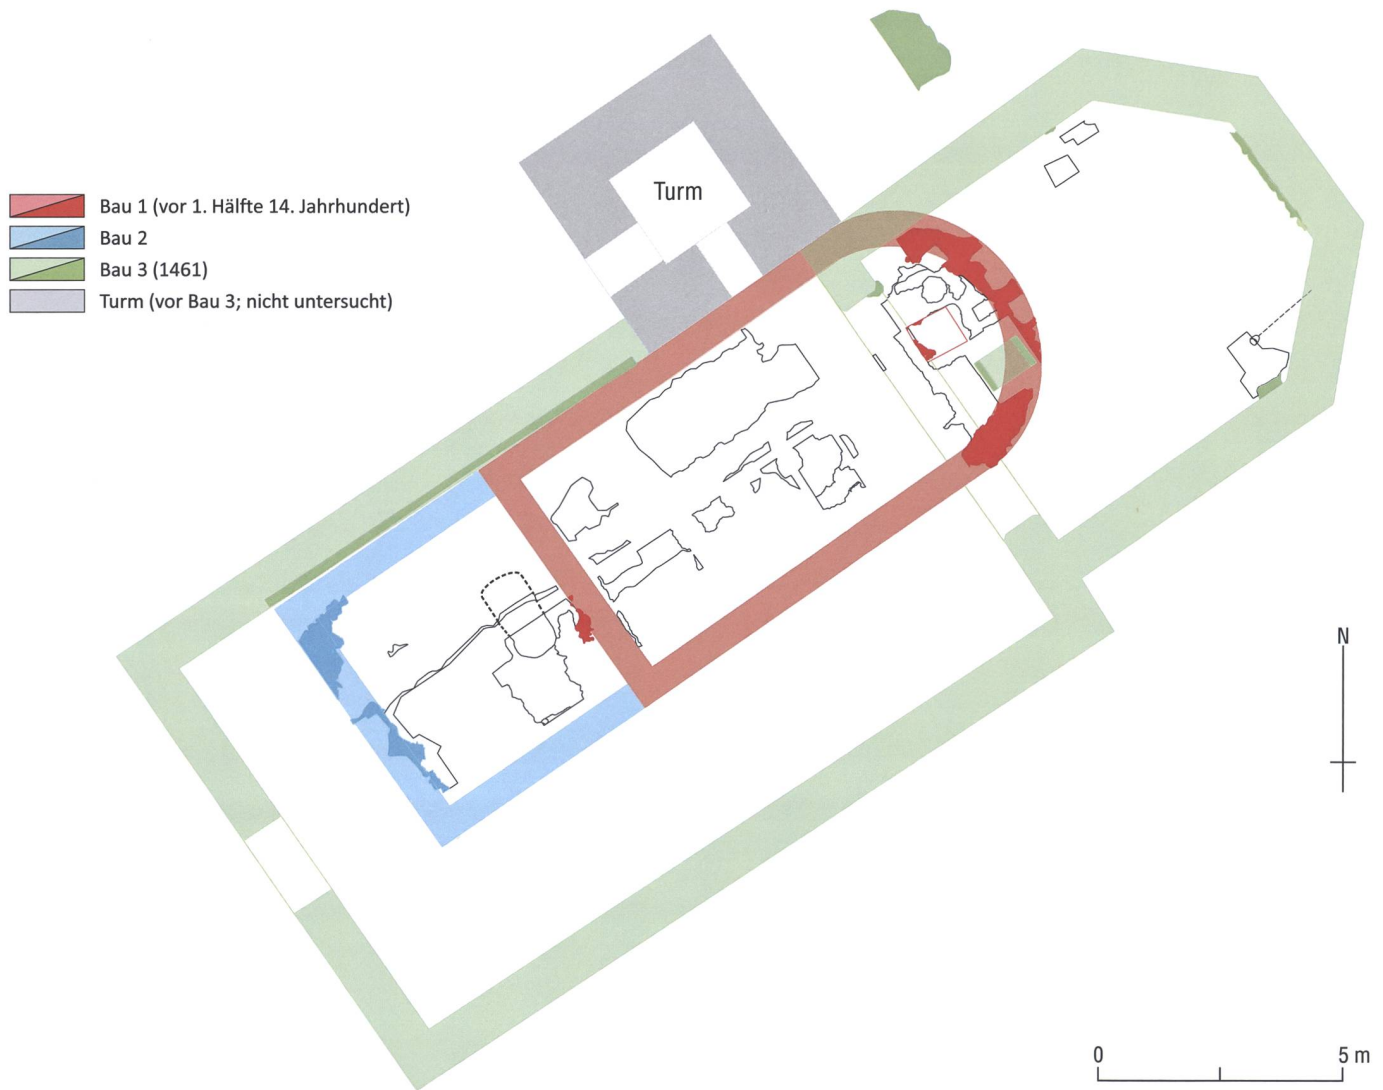 Turm
Bau 1 (vor 1. Hälfte 14. Jahrhundert)
Bau 2
Bau 3 (1461)
Turm (vor Bau 3; nicht untersucht)
N
0 5 m